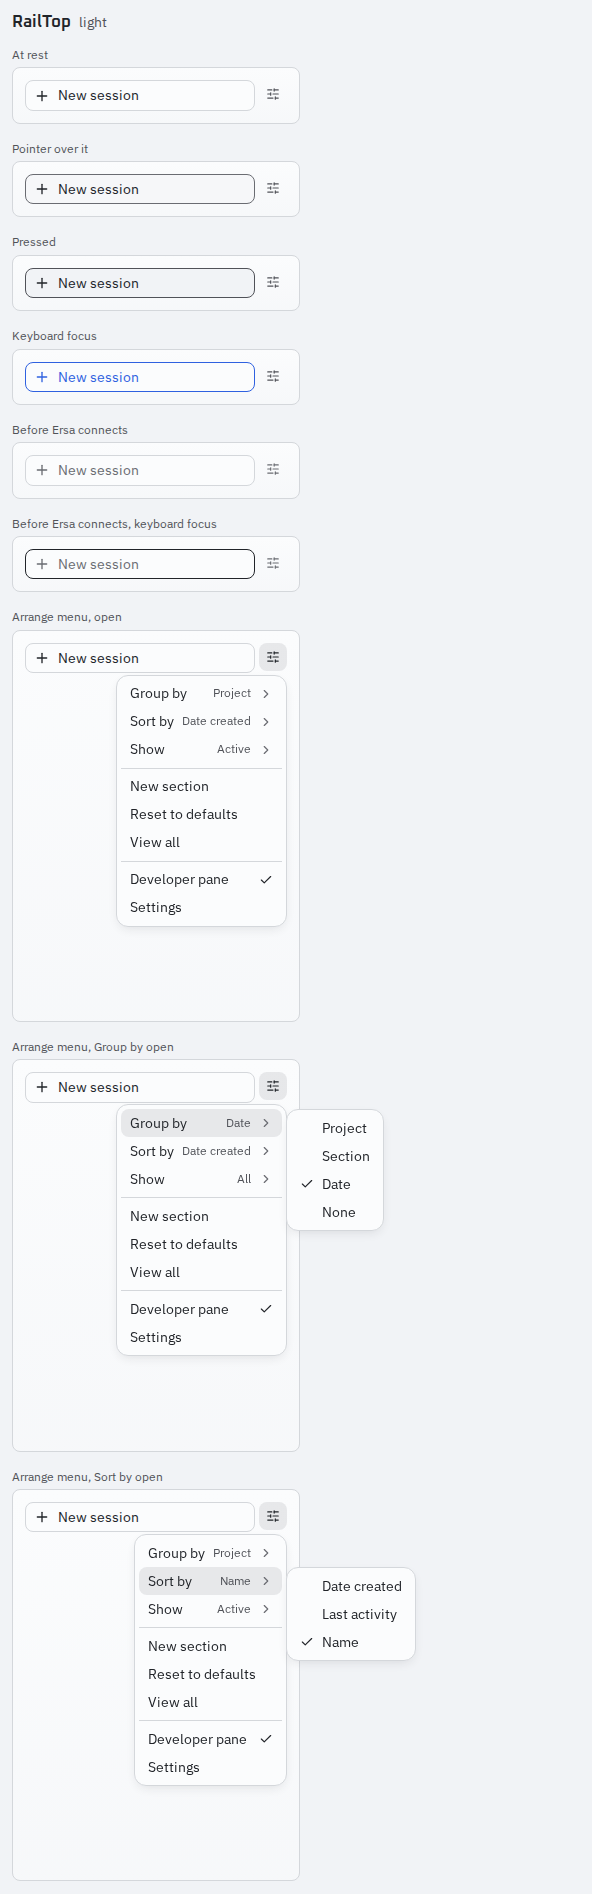 RailTop light
At rest
New session
Pointer over it
New session
Pressed
New session
Keyboard focus
New session
Before Ersa connects
New session
Before Ersa connects, keyboard focus
New session
Arrange menu, open
New session
Group by Project
Sort by Date created
Show Active
New section
Reset to defaults
View all
Developer pane
Settings
Arrange menu, Group by open
New session
Group by Date
Sort by Date created
Show All
New section
Reset to defaults
View all
Developer pane
Settings
Project
Section
Date
None
Arrange menu, Sort by open
New session
Group by Project
Sort by Name
Show Active
New section
Reset to defaults
View all
Developer pane
Settings
Date created
Last activity
Name